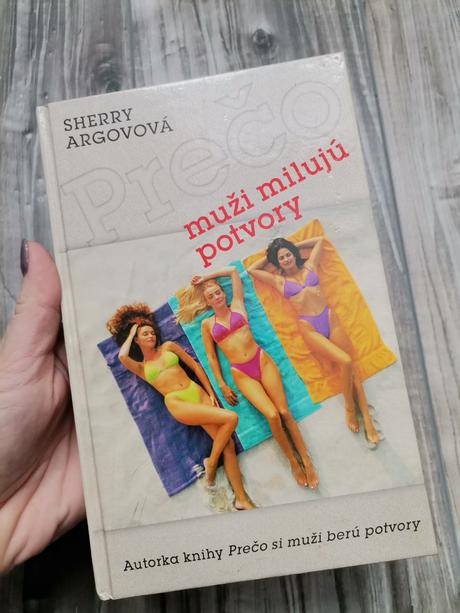 SHERRY
ARGOVOVÁ
Prečo
muži milujú
potvory
Autorka knihy Prečo si muži berú potvory